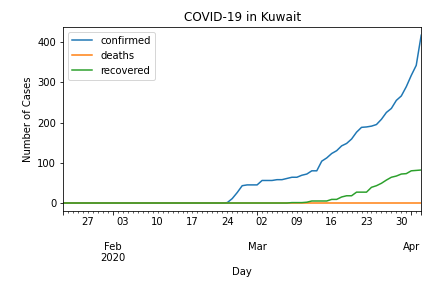 COVID-19 in Kuwait
confirmed
deaths
recovered
Number of Cases
400
300
200
100
0
27 03 10 17 24 02 09 16 23 30
Feb Mar Apr
2020
Day